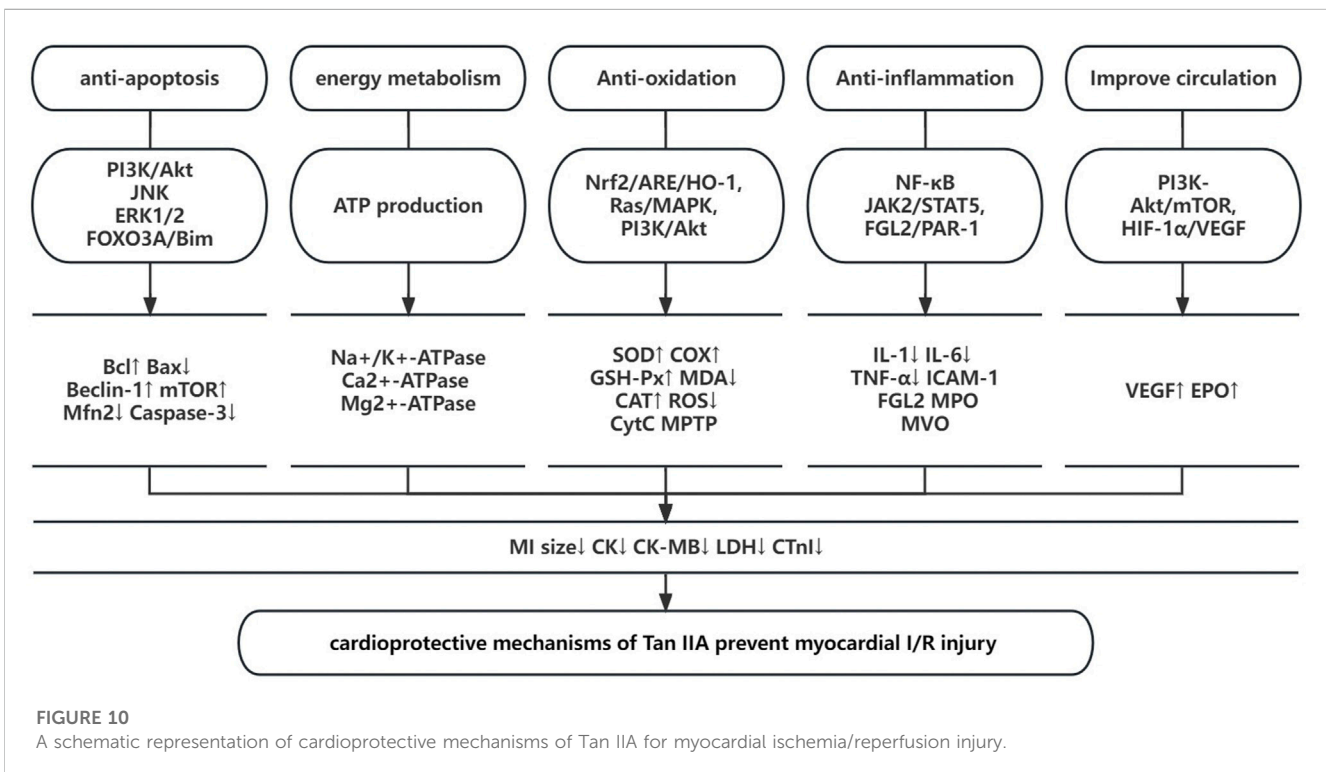 anti-apoptosis
energy metabolism
Anti-oxidation
Anti-inflammation
Improve circulation
PI3K/Akt
JNK
ERK1/2
FOXO3A/Bim
ATP production
Nrf2/ARE/HO-1,
Ras/MAPK,
PI3K/Akt
NF-κB
JAK2/STAT5,
FGL2/PAR-1
PI3K-
Akt/mTOR,
HIF-1α/VEGF
Bcl↑ Bax↓
Beclin-1↑ mTOR↑
Mfn2↓ Caspase-3↓
Na+/K+-ATPase
Ca2+-ATPase
Mg2+-ATPase
SOD↑ COX↑
GSH-Px↑ MDA↓
CAT↑ ROS↓
CytC MPTP
IL-1↓ IL-6↓
TNF-α↓ ICAM-1
FGL2 MPO
MVO
VEGF↑ EPO↑
MI size↓ CK↓ CK-MB↓ LDH↓ CTnI↓
cardioprotective mechanisms of Tan IIA prevent myocardial I/R injury
FIGURE 10
A schematic representation of cardioprotective mechanisms of Tan IIA for myocardial ischemia/reperfusion injury.